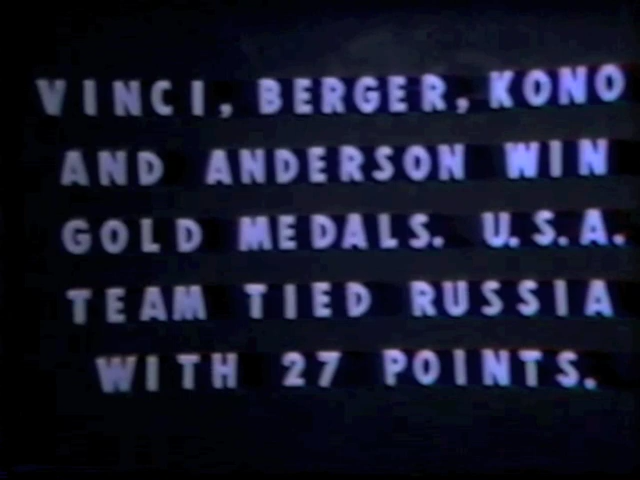 VINCI, BERGER, KONO
AND ANDERSON WIN
GOLD MEDALS. U.S.A.
TEAM TIED RUSSIA
WITH 27 POINTS.